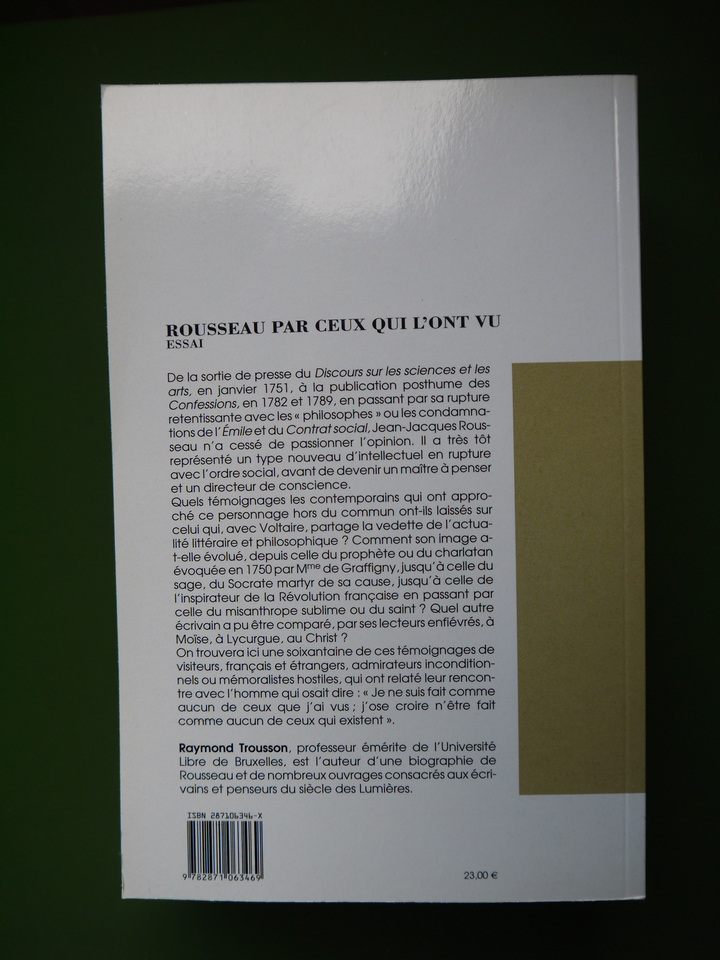 ROUSSEAU PAR CEUX QUI L'ONT VU
ESSAI
De la sortie de presse du Discours sur les sciences et les
arts, en janvier 1751, à la publication posthume des
Confessions, en 1782 et 1789, en passant par sa rupture
retentissante avec les « philosophes » ou les condamna-
tions de l'Émile et du Contrat social, Jean-Jacques Rous-
seau n'a cessé de passionner l'opinion. Il a très tôt
représenté un type nouveau d'intellectuel en rupture
avec l'ordre social, avant de devenir un maître à penser
et un directeur de conscience.
Quels témoignages les contemporains qui ont appro-
ché ce personnage hors du commun ont-ils laissés sur
celui qui, avec Voltaire, partage la vedette de l'actua-
lité littéraire et philosophique ? Comment son image a-
t-elle évolué, depuis celle du prophète ou du charlatan
évoquée en 1750 par Mme de Graffigny, jusqu'à celle du
sage, du Socrate martyr de sa cause, jusqu'à celle de
l'inspirateur de la Révolution française en passant par
celle du misanthrope sublime ou du saint ? Quel autre
écrivain a pu être comparé, par ses lecteurs enfiévrés, à
Moïse, à Lycurgue, au Christ ?
On trouvera ici une soixantaine de ces témoignages de
visiteurs, français et étrangers, admirateurs incondition-
nels ou mémoralistes hostiles, qui ont relaté leur rencon-
tre avec l'homme qui osait dire : « Je ne suis fait comme
aucun de ceux que j'ai vus ; j'ose croire n'être fait
comme aucun de ceux qui existent ».
Raymond Trousson, professeur émérite de l'Université
Libre de Bruxelles, est l'auteur d'une biographie de
Rousseau et de nombreux ouvrages consacrés aux écri-
vains et penseurs du siècle des Lumières.
ISBN 287106346-X
9 782871 063469
23,00 €